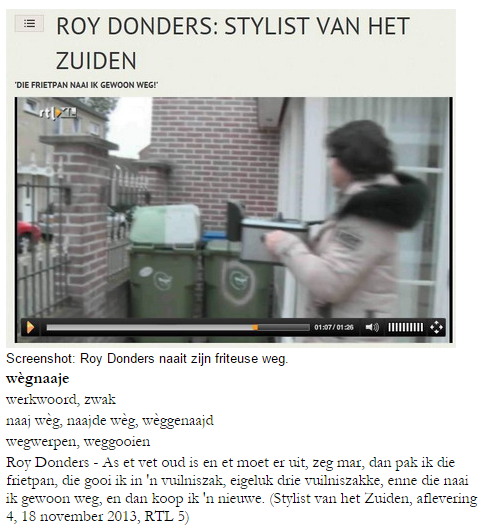 ROY DONDERS: STYLIST VAN HET
ZUIDEN
'DIE FRIETPAN NAAI IK GEWOON WEG!'
rtl XL
01:07 / 01:26
Screenshot: Roy Donders naait zijn friteuse weg.
wègnaaje
werkwoord, zwak
naaj wèg, naajde wèg, wèggenaajd
wegwerpen, weggooien
Roy Donders - As et vet oud is en et moet er uit, zeg mar, dan pak ik die
frietpan, die gooi ik in 'n vuilniszak, eigeluk drie vuilniszakke, enne die naai
ik gewoon weg, en dan koop ik 'n nieuwe. (Stylist van het Zuiden, aflevering
4, 18 november 2013, RTL 5)